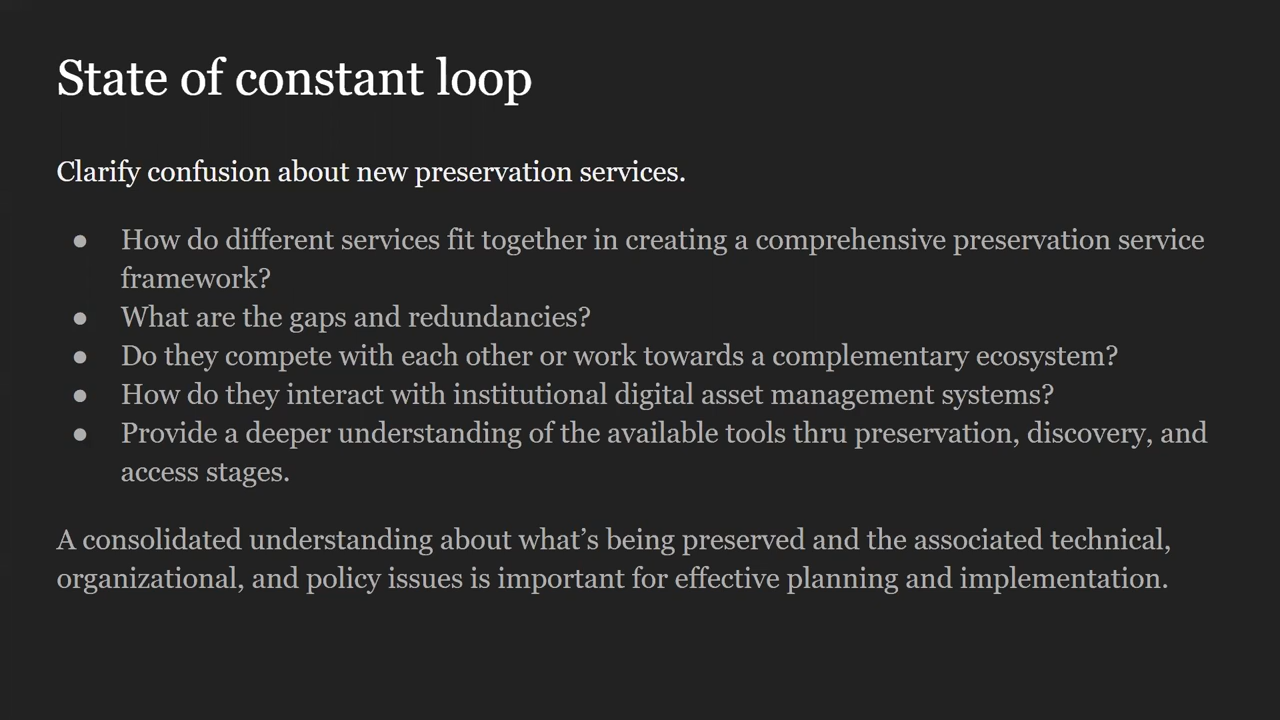 State of constant loop
Clarify confusion about new preservation services.
● How do different services fit together in creating a comprehensive preservation service
framework?
● What are the gaps and redundancies?
● Do they compete with each other or work towards a complementary ecosystem?
● How do they interact with institutional digital asset management systems?
● Provide a deeper understanding of the available tools thru preservation, discovery, and
access stages.
A consolidated understanding about what’s being preserved and the associated technical,
organizational, and policy issues is important for effective planning and implementation.